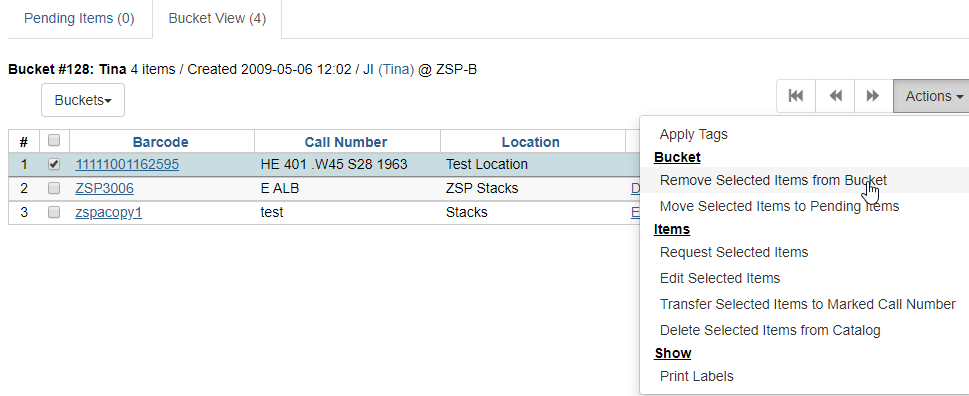 Pending Items (0) Bucket View (4)
Bucket #128: Tina 4 items / Created 2009-05-06 12:02 / JI (Tina) @ ZSP-B
Buckets
Actions
# Barcode Call Number Location
1 11111001162595 HE 401 .W45 S28 1963 Test Location
2 ZSP3006 E ALB ZSP Stacks D
3 zspacopy1 test Stacks E
Apply Tags
Bucket
Remove Selected Items from Bucket
Move Selected Items to Pending Items
Items
Request Selected Items
Edit Selected Items
Transfer Selected Items to Marked Call Number
Delete Selected Items from Catalog
Show
Print Labels